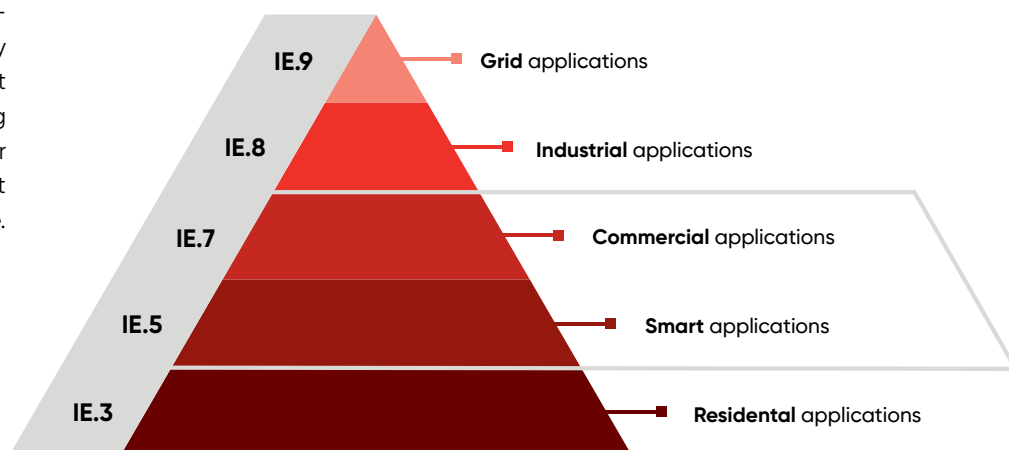 IE.9 Grid applications
IE.8 Industrial applications
IE.7 Commercial applications
IE.5 Smart applications
IE.3 Residental applications